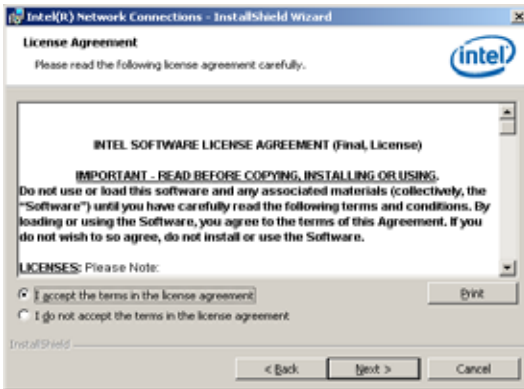 Intel(R) Network Connections - InstallShield Wizard
License Agreement
Please read the following license agreement carefully.
intel
INTEL SOFTWARE LICENSE AGREEMENT (Final, License)
IMPORTANT - READ BEFORE COPYING, INSTALLING OR USING.
Do not use or load this software and any associated materials (collectively, the
"Software") until you have carefully read the following terms and conditions. By
loading or using the Software, you agree to the terms of this Agreement. If you
do not wish to so agree, do not install or use the Software.
LICENSES: Please Note:
I accept the terms in the license agreement
Print
I do not accept the terms in the license agreement
InstallShield
< Back
Next >
Cancel